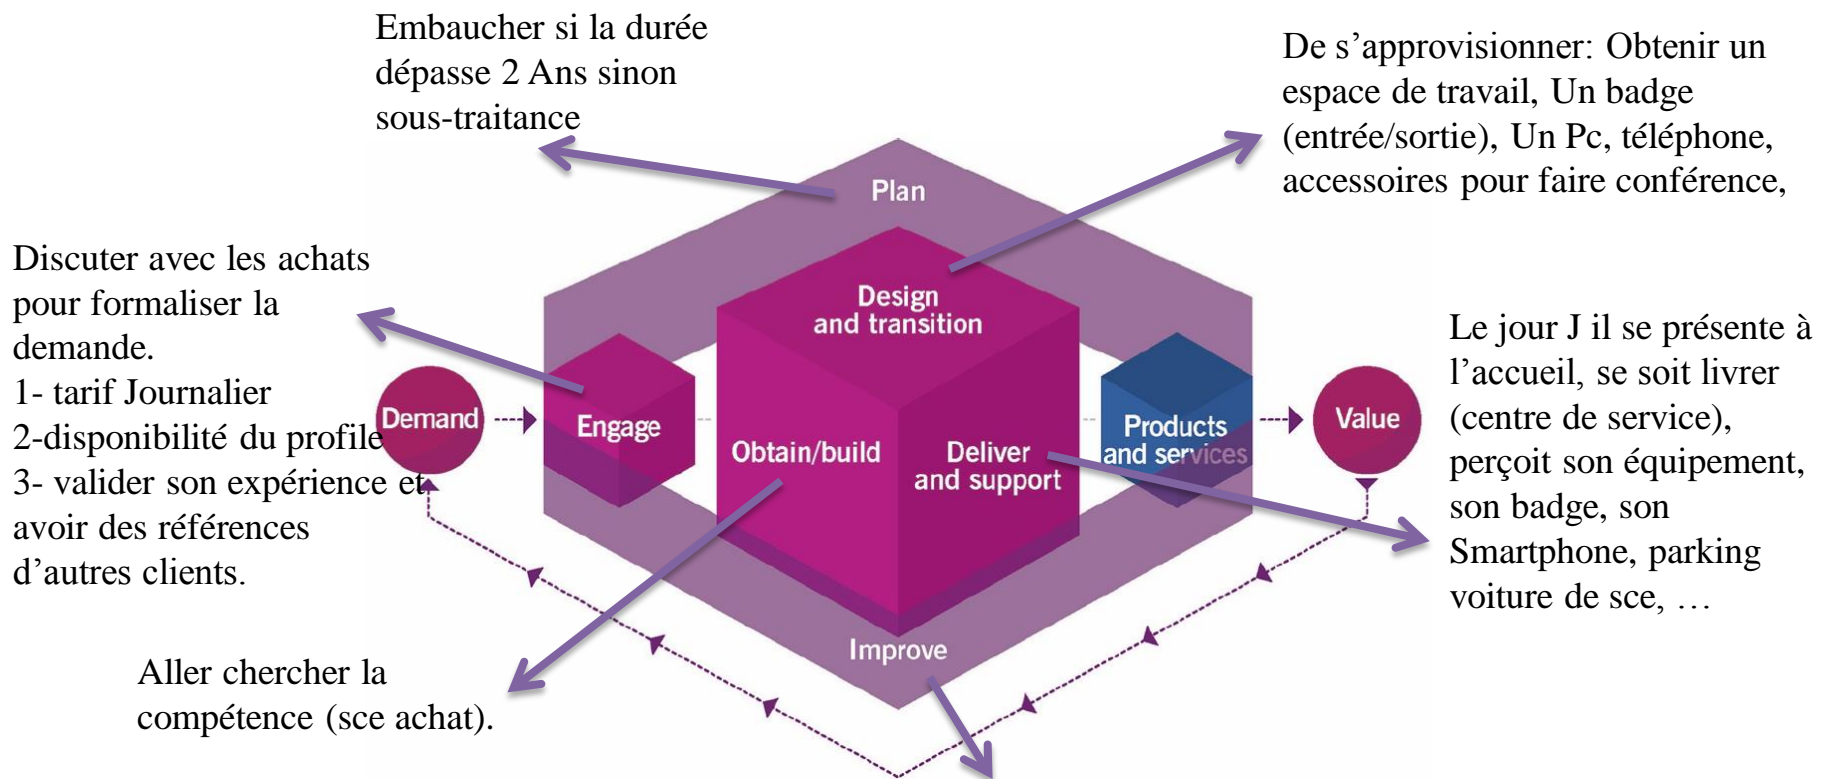 Embaucher si la durée
dépasse 2 Ans sinon
sous-traitance
De s’approvisionner: Obtenir un
espace de travail, Un badge
(entrée/sortie), Un Pc, téléphone,
accessoires pour faire conférence,
Plan
Discuter avec les achats
pour formaliser la
demande.
1- tarif Journalier
2-disponibilité du profile
3- valider son expérience et
avoir des références
d’autres clients.
Design
and transition
Le jour J il se présente à
l’accueil, se soit livrer
(centre de service),
perçoit son équipement,
son badge, son
Smartphone, parking
voiture de sce, …
Demand
Engage
Obtain/build
Deliver
and support
Products
and services
Value
Improve
Aller chercher la
compétence (sce achat).